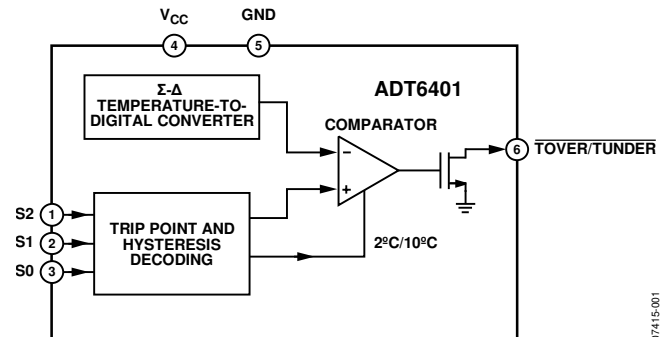 VCC GND
4 5
Σ-Δ
TEMPERATURE-TO-
DIGITAL CONVERTER
ADT6401
COMPARATOR
−
+
6 TOVER/TUNDER
S2 1
S1 2
S0 3
TRIP POINT AND
HYSTERESIS
DECODING
2ºC/10ºC
07415-001